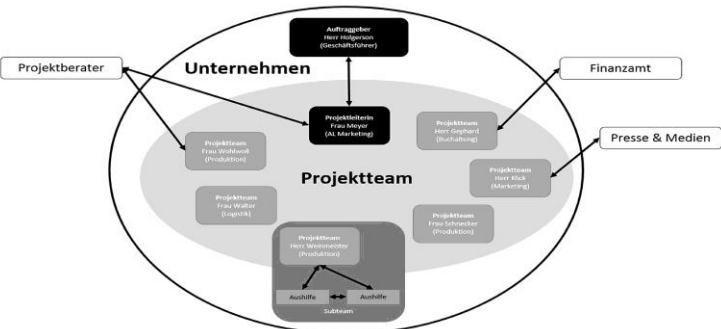 Auftraggeber
Herr Holgerson
(Geschäftsführer)
Unternehmen
Projektberater
Finanzamt
Projektleiterin
Frau Meyer
(AL Marketing)
Projektteam
Herr Gephard
(Buchaltung)
Presse & Medien
Projektteam
Frau Wohlwoll
(Produktion)
Projektteam
Projektteam
Herr Klick
(Marketing)
Projektteam
Frau Walter
(Logistik)
Projektteam
Frau Schnecker
(Produktion)
Projektteam
Herr Weinmeister
(Produktion)
Aushilfe
Aushilfe
Subteam